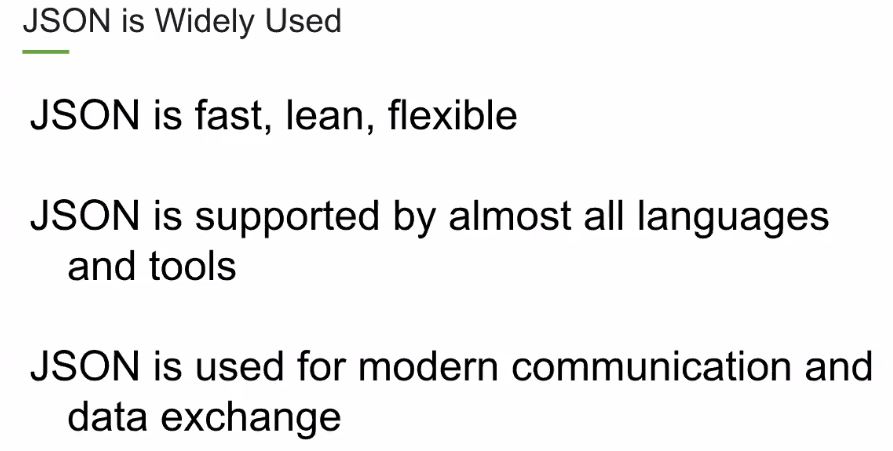 JSON is Widely Used
JSON is fast, lean, flexible
JSON is supported by almost all languages
and tools
JSON is used for modern communication and
data exchange